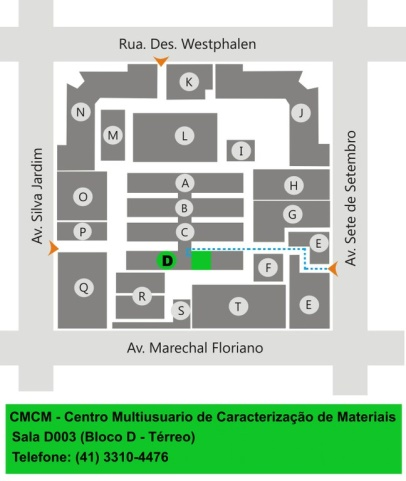 Rua. Des. Westphalen
K
N
J
M
L
I
A
H
O
B
G
P
C
E
D
F
Q
R
E
S
T
Av. Silva Jardim
Av. Sete de Setembro
Av. Marechal Floriano
CMCM - Centro Multiusuario de Caracterização de Materiais
Sala D003 (Bloco D - Térreo)
Telefone: (41) 3310-4476